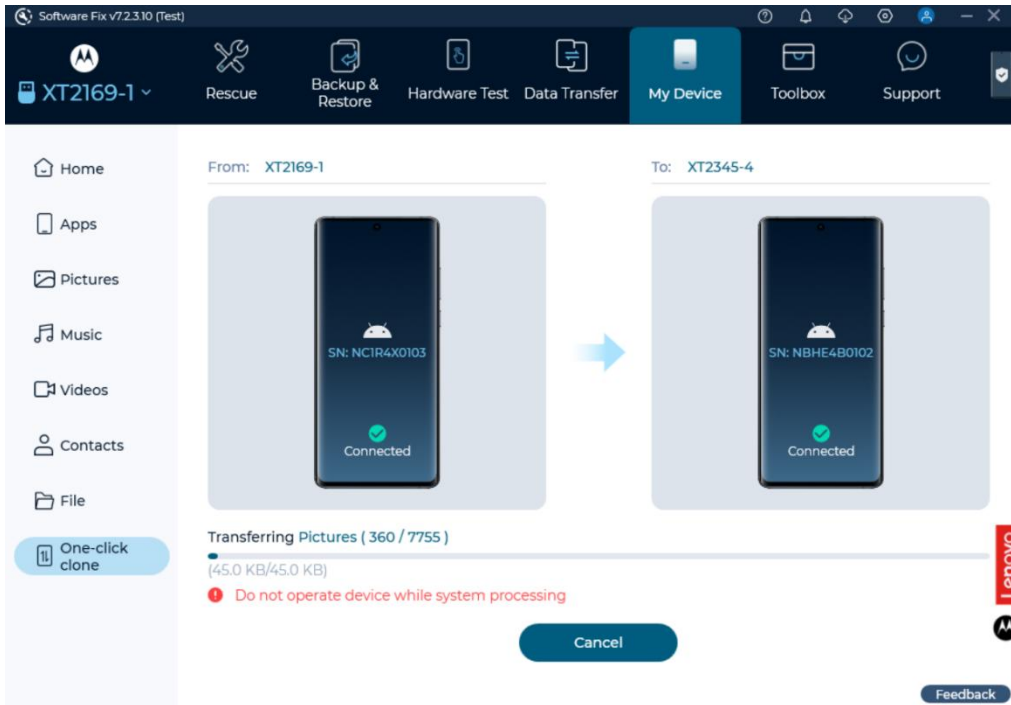 Software Fix v7.2.3.10 (Test)
XT2169-1
Rescue
Backup &
Restore
Hardware Test
Data Transfer
My Device
Toolbox
Support
Home
Apps
Pictures
Music
Videos
Contacts
File
One-click
clone
From: XT2169-1
To: XT2345-4
SN: NC1R4X0103
Connected
SN: NBHE4B0102
Connected
Transferring Pictures ( 360 / 7755 )
(45.0 KB/45.0 KB)
Do not operate device while system processing
Cancel
Lenovo
Feedback